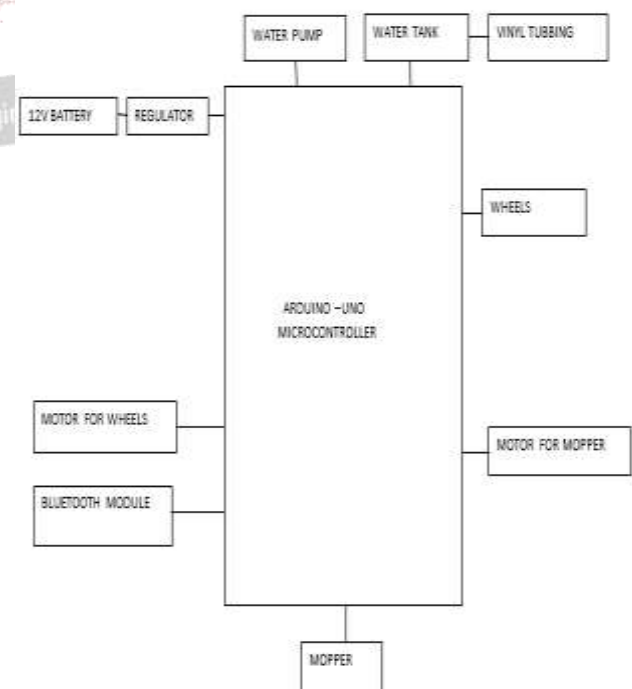 WATER PUMP
WATER TANK
VINYL TUBBING
12V BATTERY
REGULATOR
WHEELS
ARDUINO –UNO
MICROCONTROLLER
MOTOR FOR WHEELS
MOTOR FOR MOPPER
BLUETOOTH MODULE
MOPPER